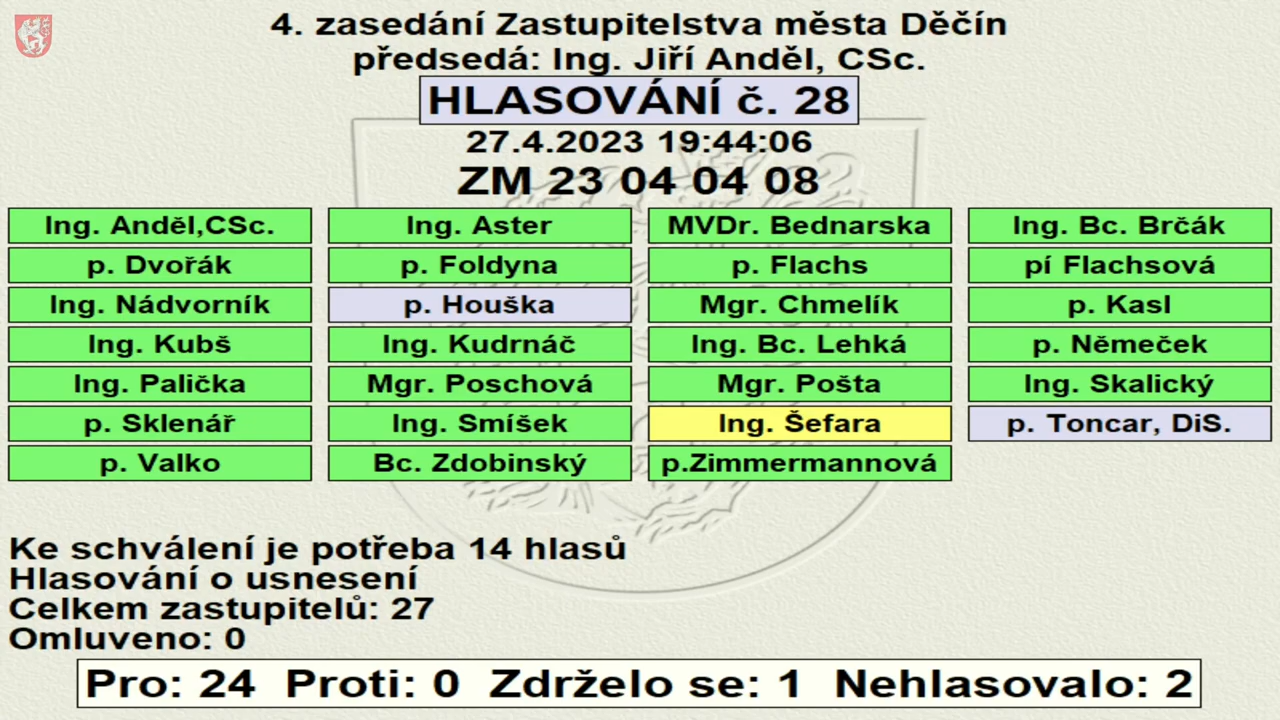 4. zasedání Zastupitelstva města Děčín
předsedá: Ing. Jiří Anděl, CSc.
HLASOVÁNÍ č. 28
27.4.2023 19:44:06
ZM 23 04 04 08
Ing. Anděl,CSc. Ing. Aster MVDr. Bednarska Ing. Bc. Brčák
p. Dvořák p. Foldyna p. Flachs pí Flachsová
Ing. Nádvorník p. Houška Mgr. Chmelík p. Kasl
Ing. Kubš Ing. Kudrnáč Ing. Bc. Lehká p. Němeček
Ing. Palička Mgr. Poschová Mgr. Pošta Ing. Skalický
p. Sklenář Ing. Smíšek Ing. Šefara p. Toncar, DiS.
p. Valko Bc. Zdobinský p.Zimmermannová
Ke schválení je potřeba 14 hlasů
Hlasování o usnesení
Celkem zastupitelů: 27
Omluveno: 0
Pro: 24 Proti: 0 Zdrželo se: 1 Nehlasovalo: 2